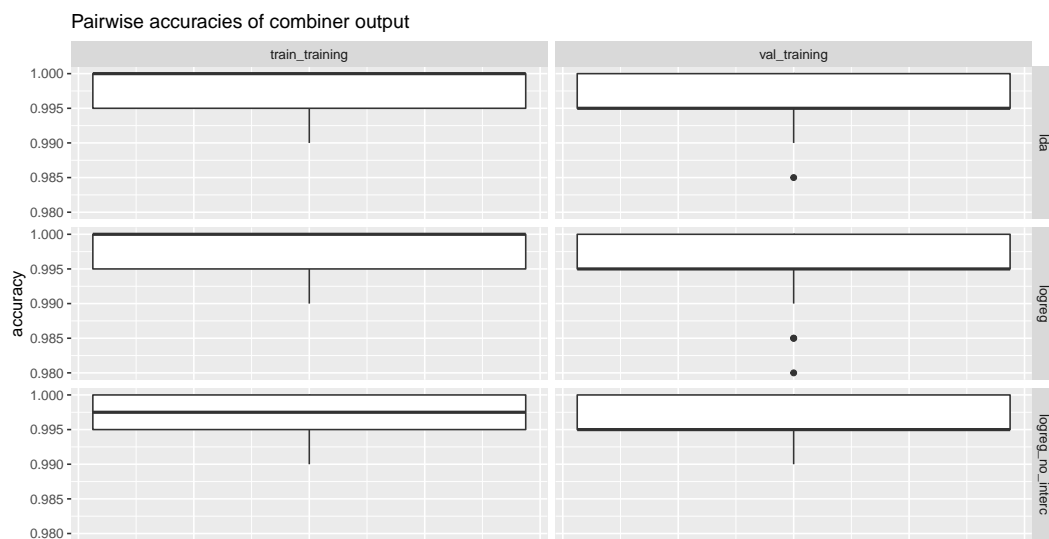 Pairwise accuracies of combiner output
train_training
val_training
1.000
0.995
0.990
0.985
0.980
lda
1.000
0.995
0.990
0.985
0.980
logreg
1.000
0.995
0.990
0.985
0.980
logreg_no_interc
accuracy